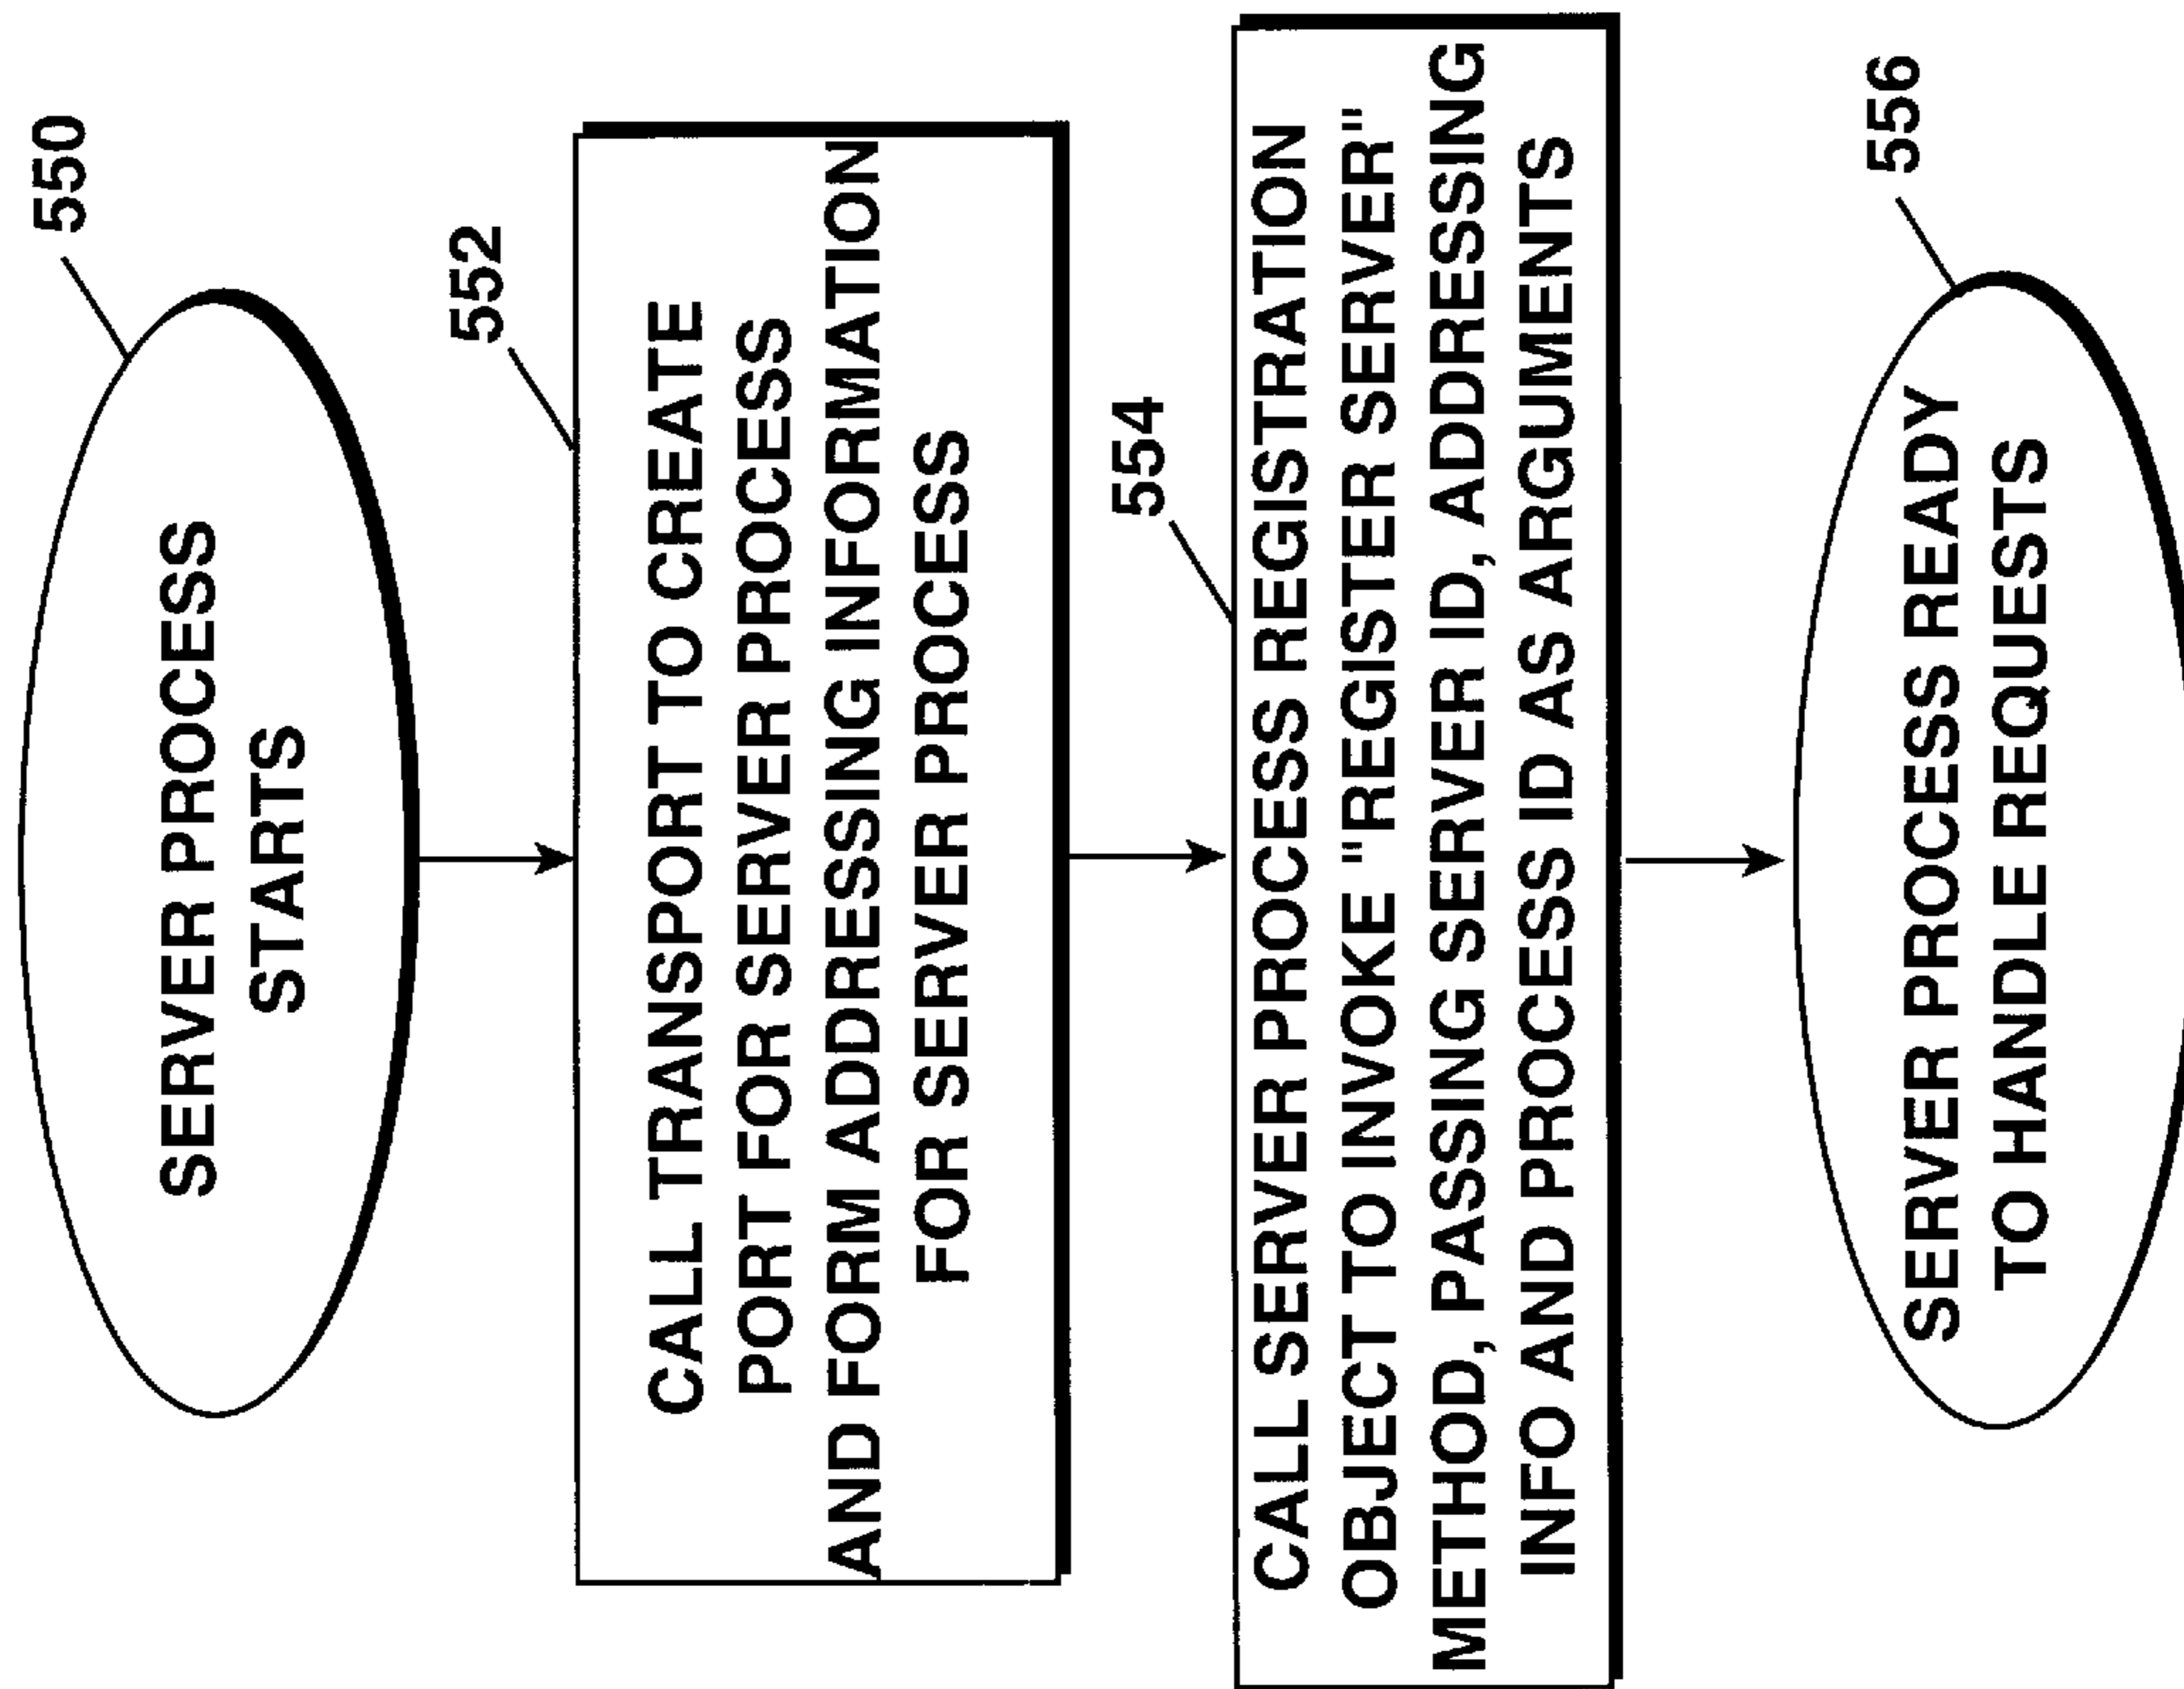 550
SERVER PROCESS
STARTS
552
CALL TRANSPORT TO CREATE
PORT FOR SERVER PROCESS
AND FORM ADDRESSING INFORMATION
FOR SERVER PROCESS
554
CALL SERVER PROCESS REGISTRATION
OBJECT TO INVOKE "REGISTER SERVER"
METHOD, PASSING SERVER ID, ADDRESSING
INFO AND PROCESS ID AS ARGUMENTS
556
SERVER PROCESS READY
TO HANDLE REQUESTS